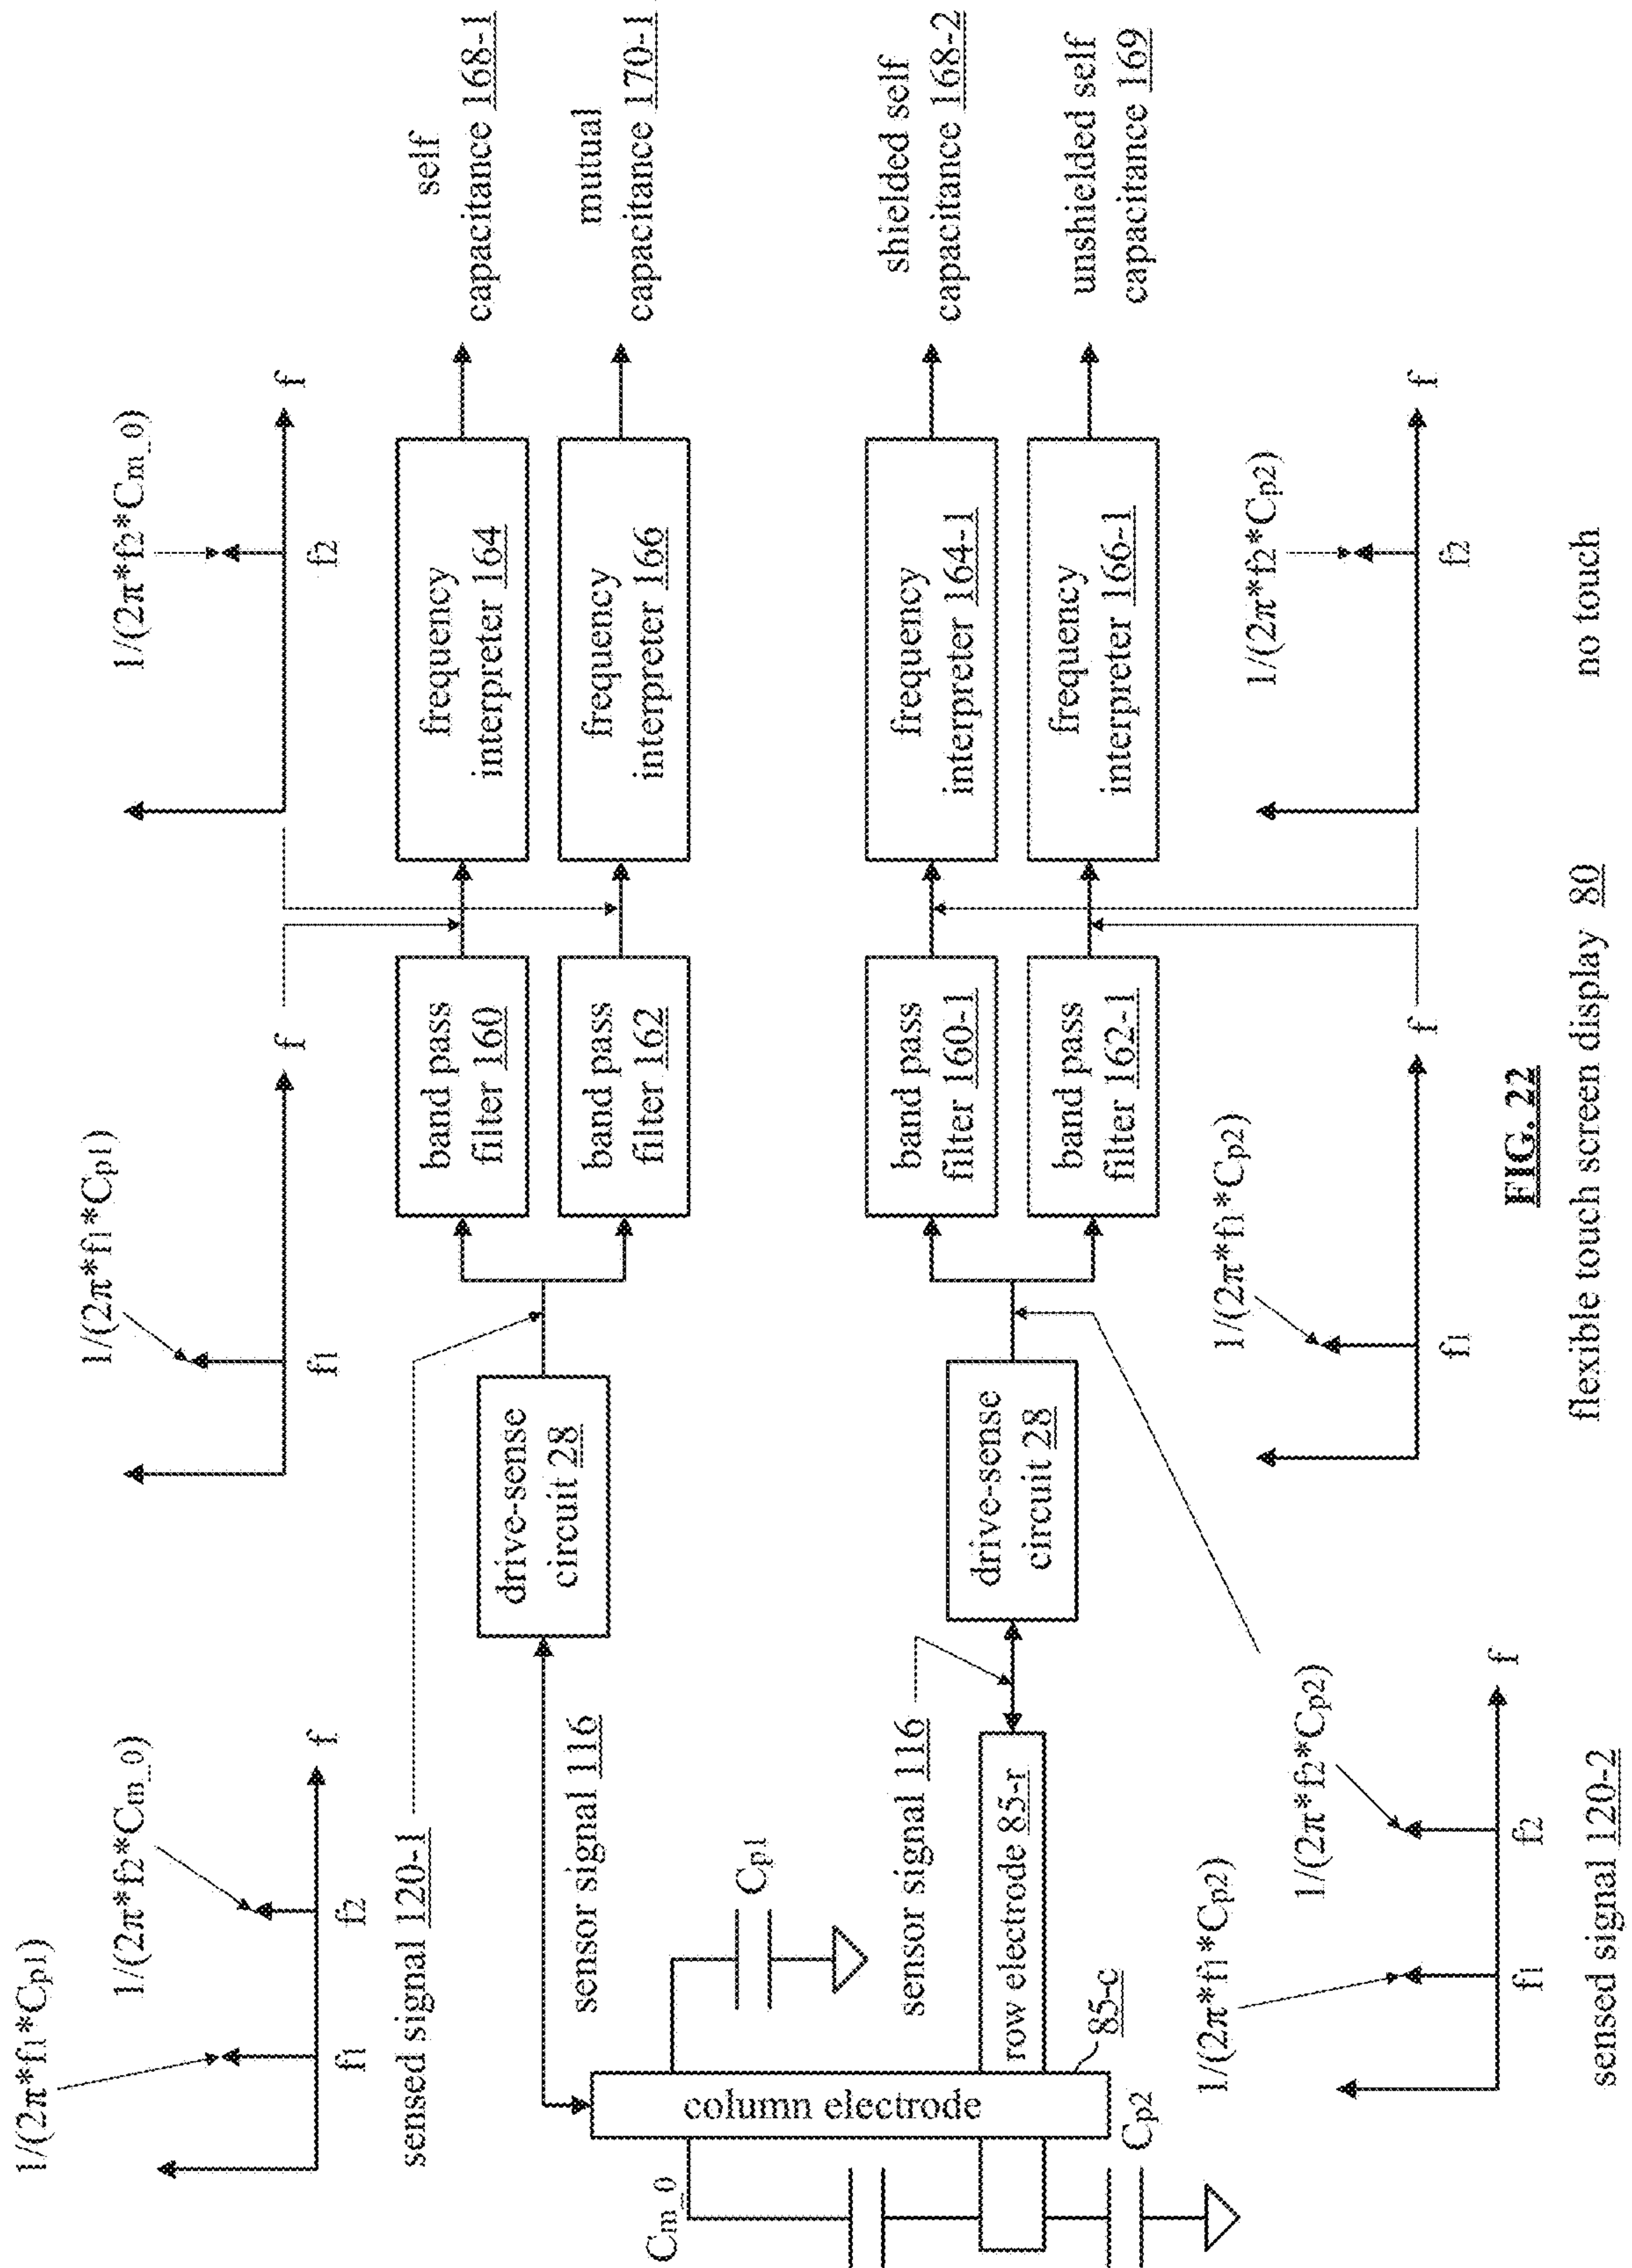 1/(2π*f1*Cp1)
1/(2π*f2*Cm_0)
f1
f2
f
sensed signal 120-1
1/(2π*f1*Cp1)
f1
f
1/(2π*f2*Cm_0)
f2
f
sensor signal 116
drive-sense
circuit 28
band pass
filter 160
band pass
filter 162
frequency
interpreter 164
frequency
interpreter 166
self
capacitance 168-1
mutual
capacitance 170-1
Cm_0
Cp1
column electrode
85-c
row electrode 85-r
Cp2
sensor signal 116
drive-sense
circuit 28
band pass
filter 160-1
band pass
filter 162-1
frequency
interpreter 164-1
frequency
interpreter 166-1
shielded self
capacitance 168-2
unshielded self
capacitance 169
1/(2π*f1*Cp2)
1/(2π*f2*Cp2)
f1
f2
f
sensed signal 120-2
1/(2π*f1*Cp2)
f1
f
1/(2π*f2*Cp2)
f2
f
FIG. 22
flexible touch screen display 80
no touch